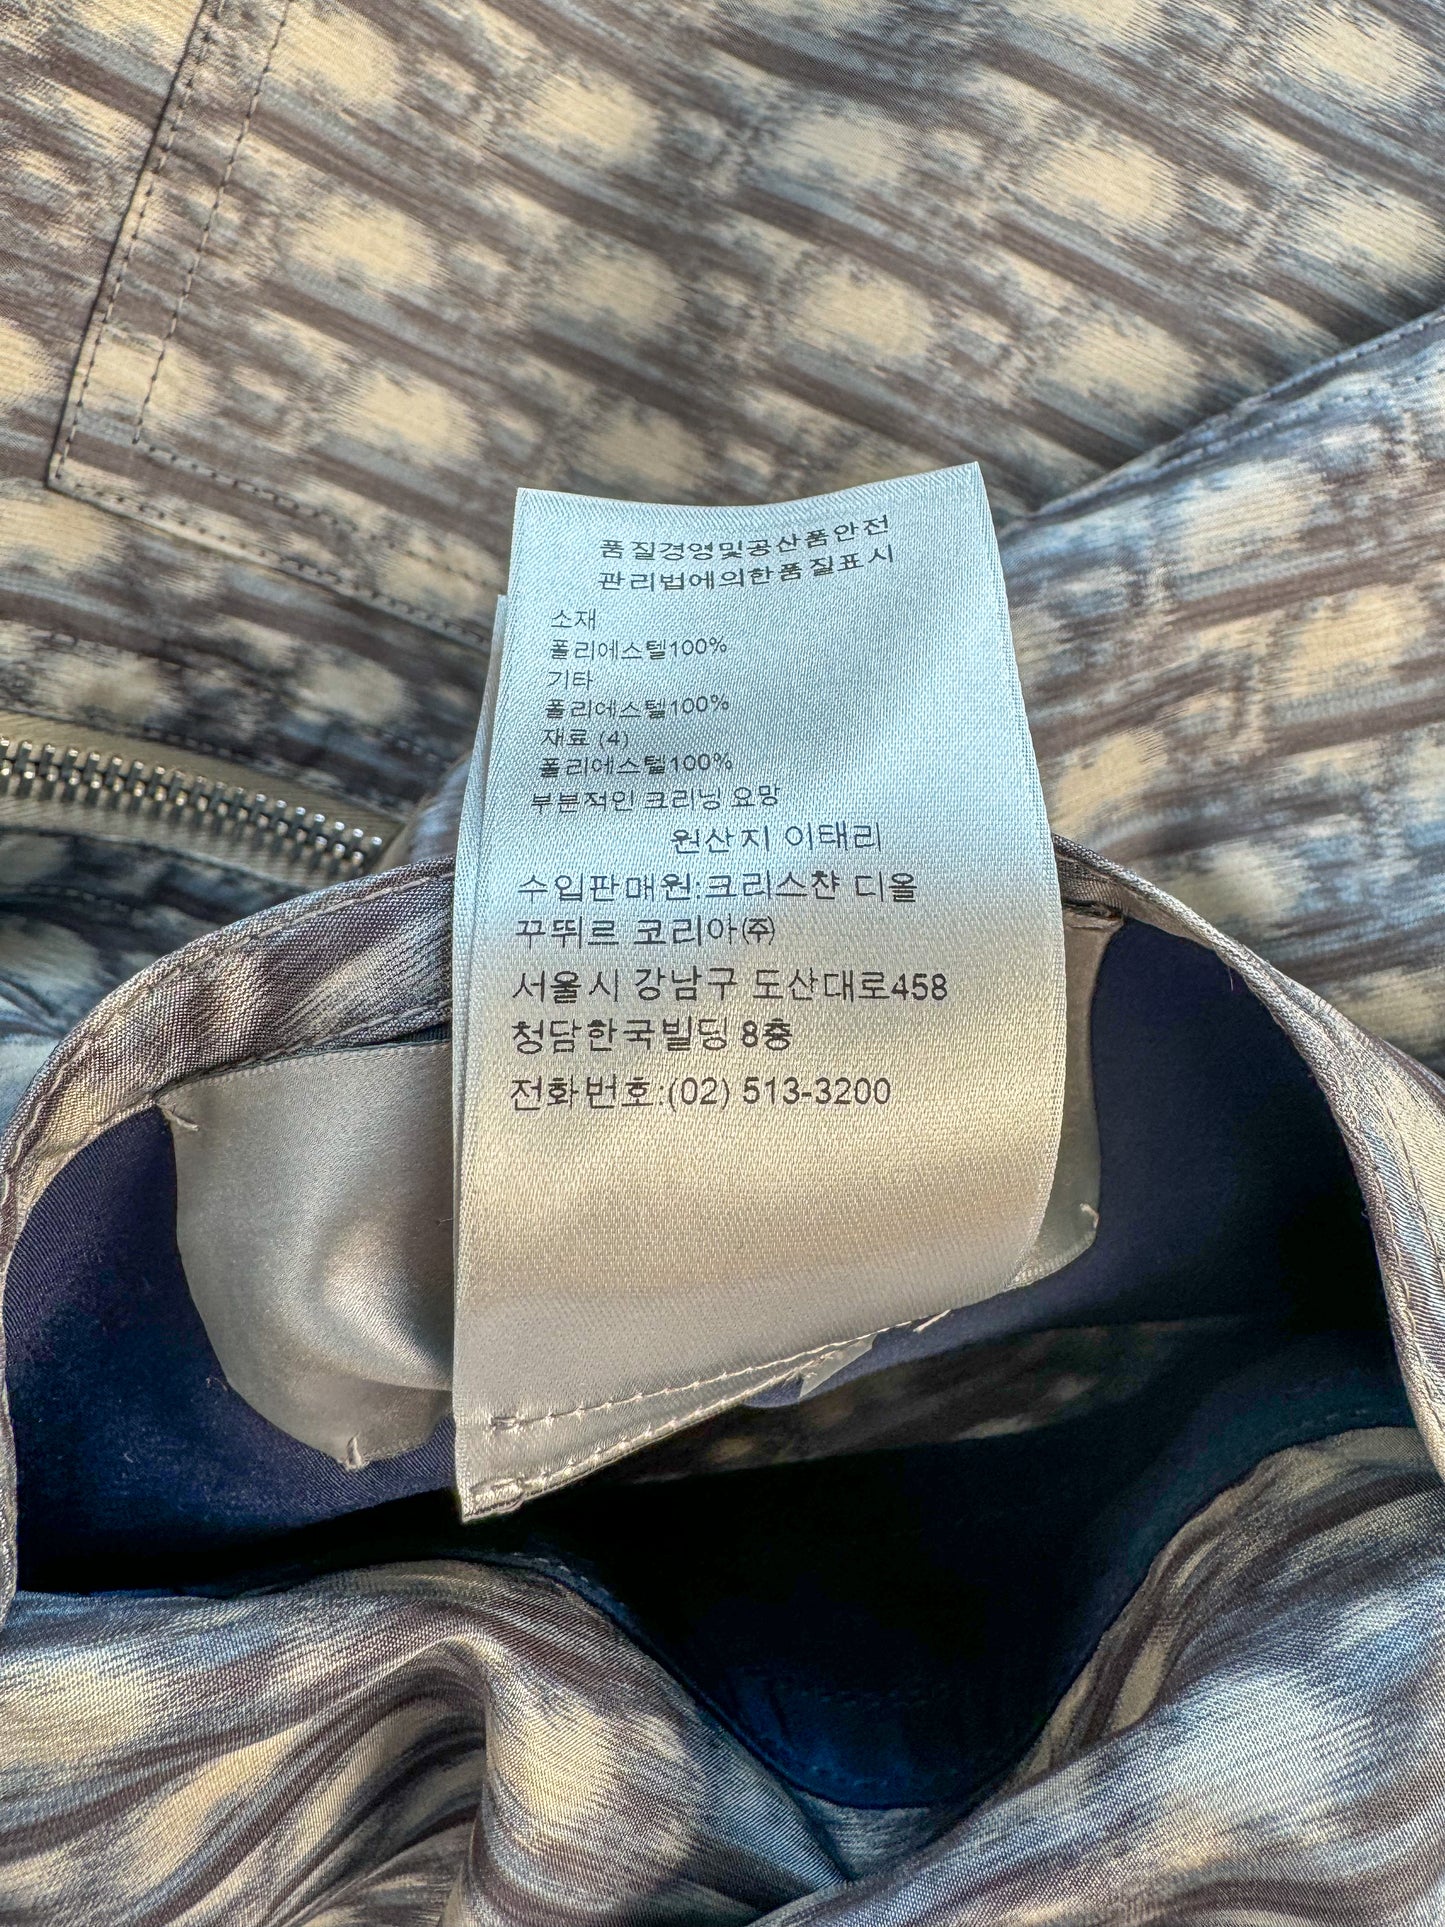 품질경영및공산품안전
관리법에의한품질표시
소재
폴리에스텔100%
기타
폴리에스텔100%
재료 (4)
폴리에스텔100%
부분적인 크리닝 요망
원산지 이태리
수입판매원:크리스챤 디올
꾸뛰르 코리아㈜
서울시 강남구 도산대로458
청담한국빌딩 8층
전화번호:(02) 513-3200